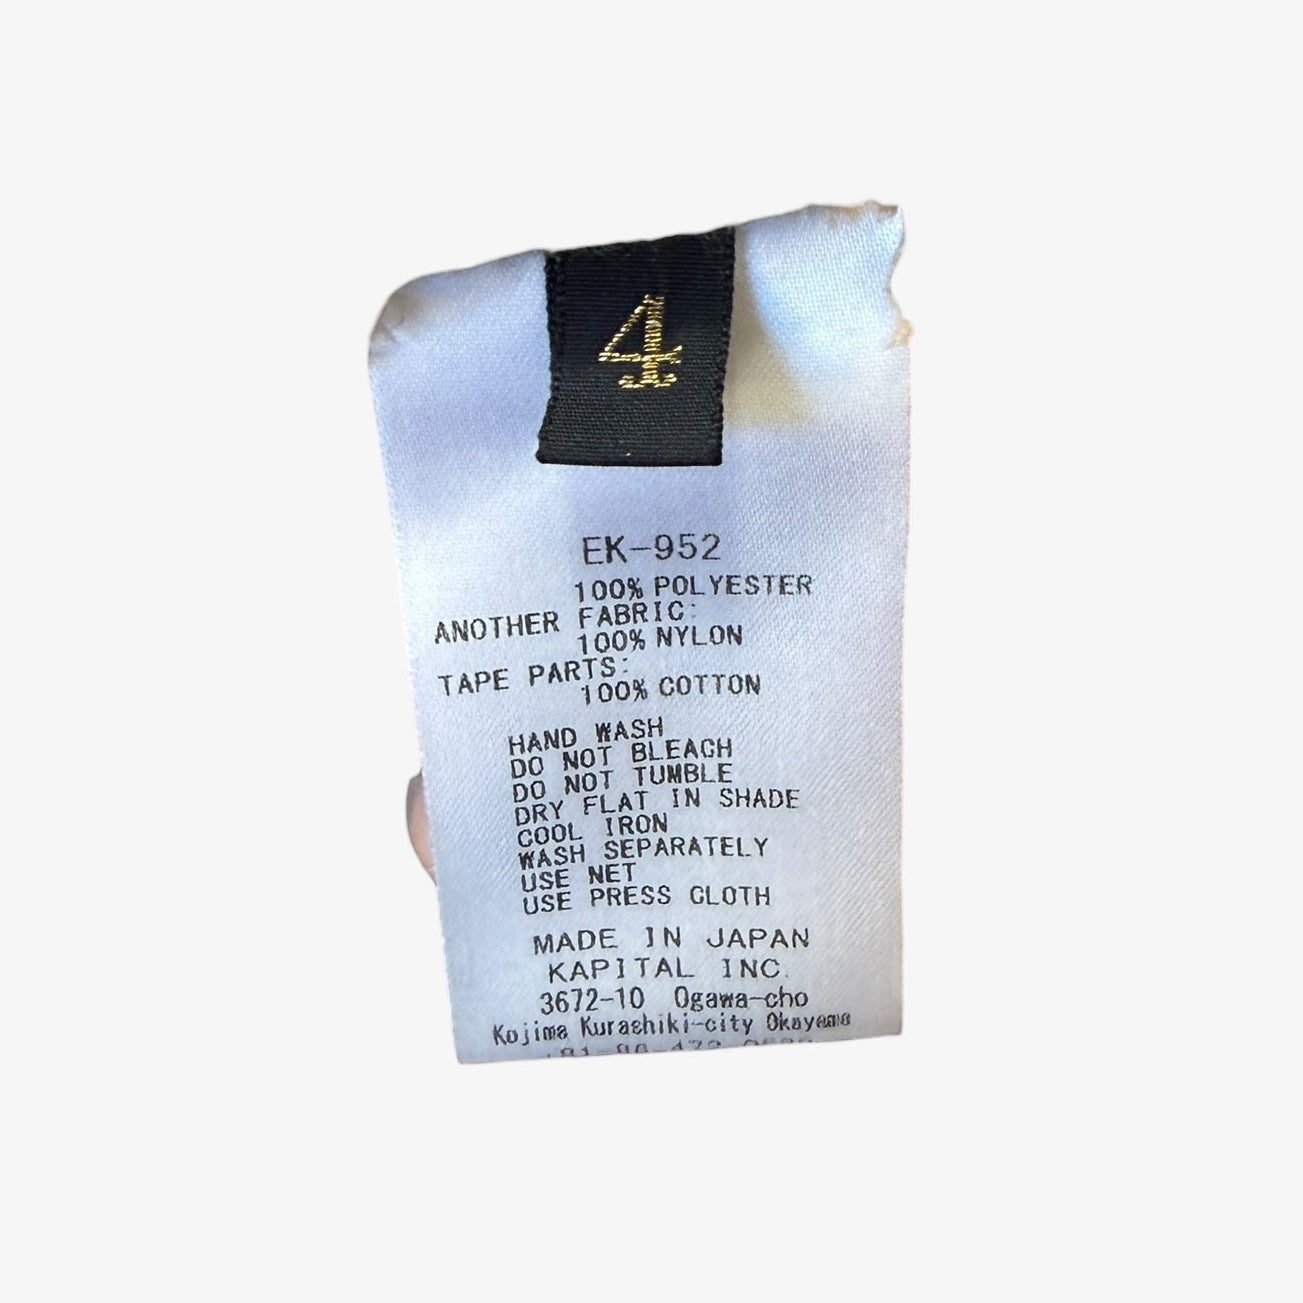 4
EK-952
100% POLYESTER
ANOTHER FABRIC:
100% NYLON
TAPE PARTS:
100% COTTON
HAND WASH
DO NOT BLEACH
DO NOT TUMBLE
DRY FLAT IN SHADE
COOL IRON
WASH SEPARATELY
USE NET
USE PRESS CLOTH
MADE IN JAPAN
KAPITAL INC.
3672-10 Ogawa-cho
Kojima Kurashiki-city Okayama